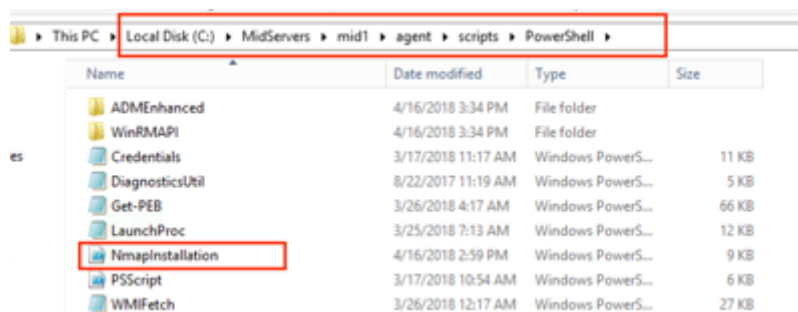 This PC Local Disk (C:) MidServers mid1 agent scripts PowerShell
Name Date modified Type Size
ADMEnhanced 4/16/2018 3:34 PM File folder
WinRMAPI 4/16/2018 3:34 PM File folder
es Credentials 3/17/2018 11:17 AM Windows PowerS... 11 KB
DiagnosticsUtil 8/22/2017 11:19 AM Windows PowerS... 5 KB
Get-PEB 3/26/2018 4:17 AM Windows PowerS... 66 KB
LaunchProc 3/25/2018 7:13 AM Windows PowerS... 12 KB
NmapInstallation 4/16/2018 2:59 PM Windows PowerS... 9 KB
PSScript 3/17/2018 10:54 AM Windows PowerS... 6 KB
WMIFetch 3/26/2018 12:17 AM Windows PowerS... 27 KB